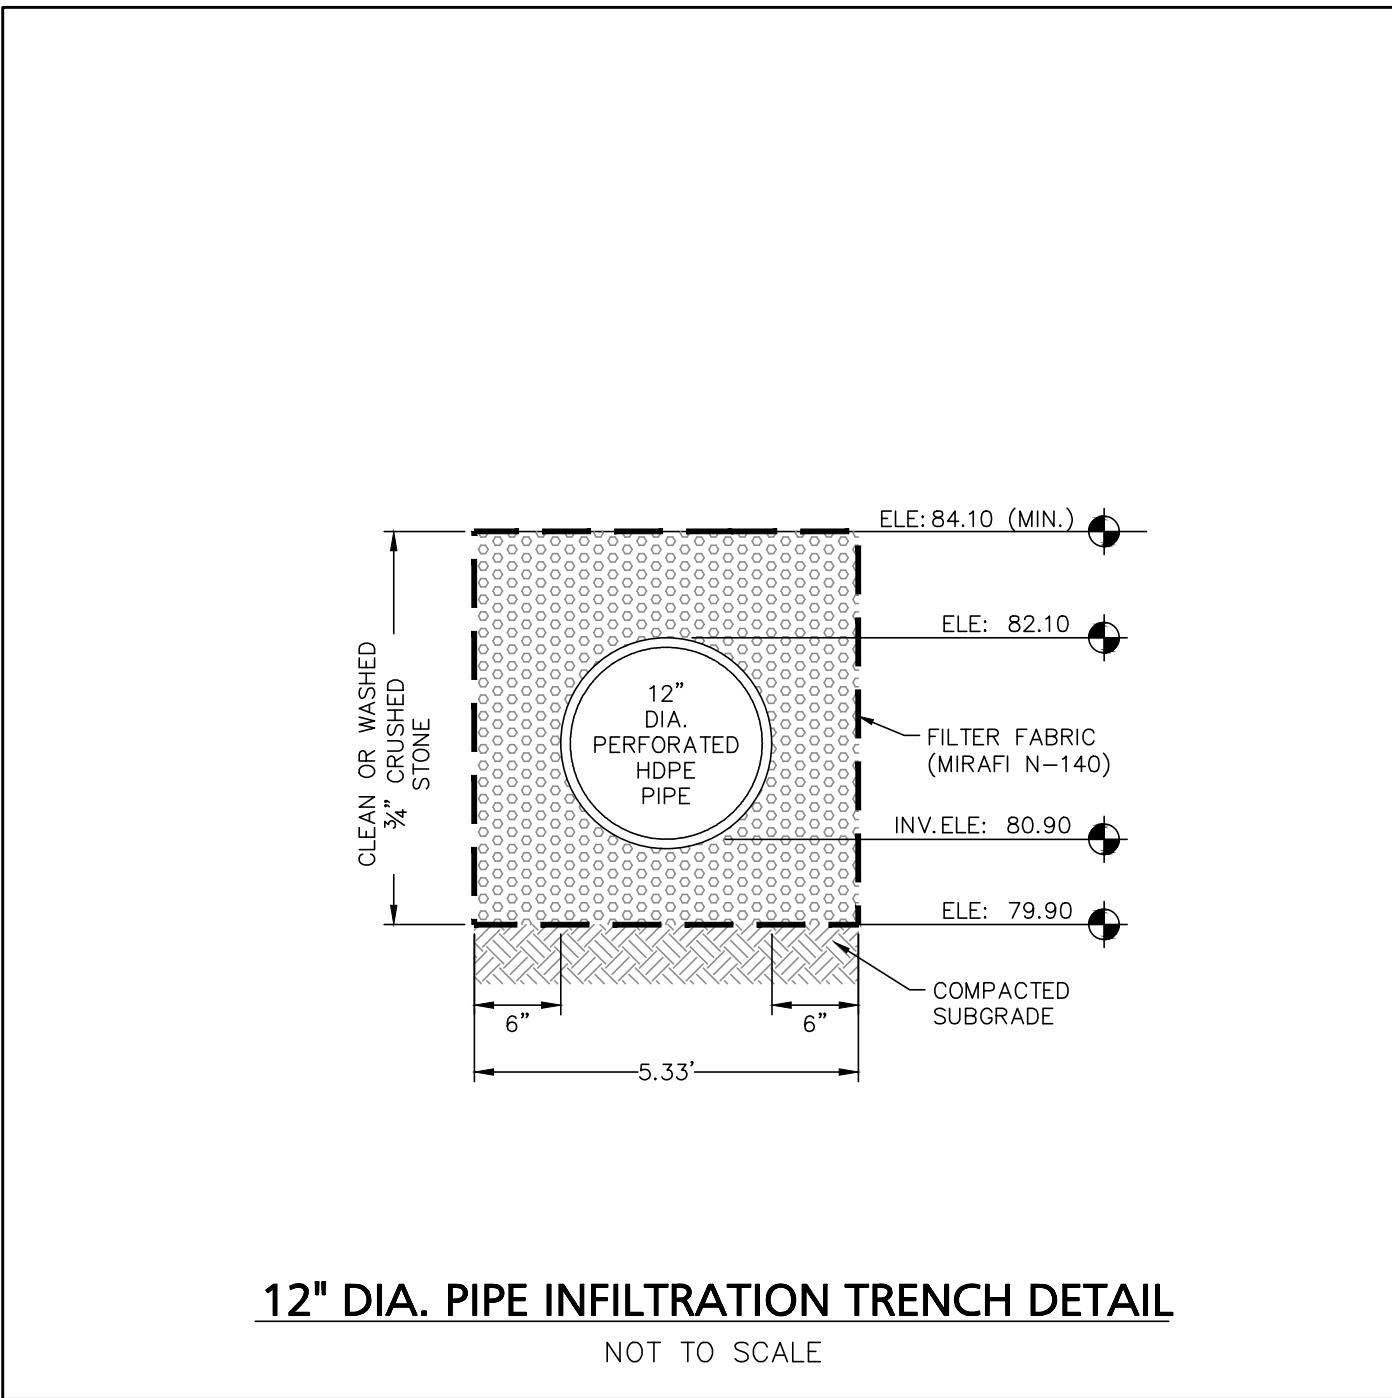 ELE: 84.10 (MIN.)
ELE: 82.10
CLEAN OR WASHED
¾” CRUSHED
STONE
12”
DIA.
PERFORATED
HDPE
PIPE
FILTER FABRIC
(MIRAFI N-140)
INV.ELE: 80.90
ELE: 79.90
COMPACTED
SUBGRADE
6”
6”
5.33’
12" DIA. PIPE INFILTRATION TRENCH DETAIL
NOT TO SCALE